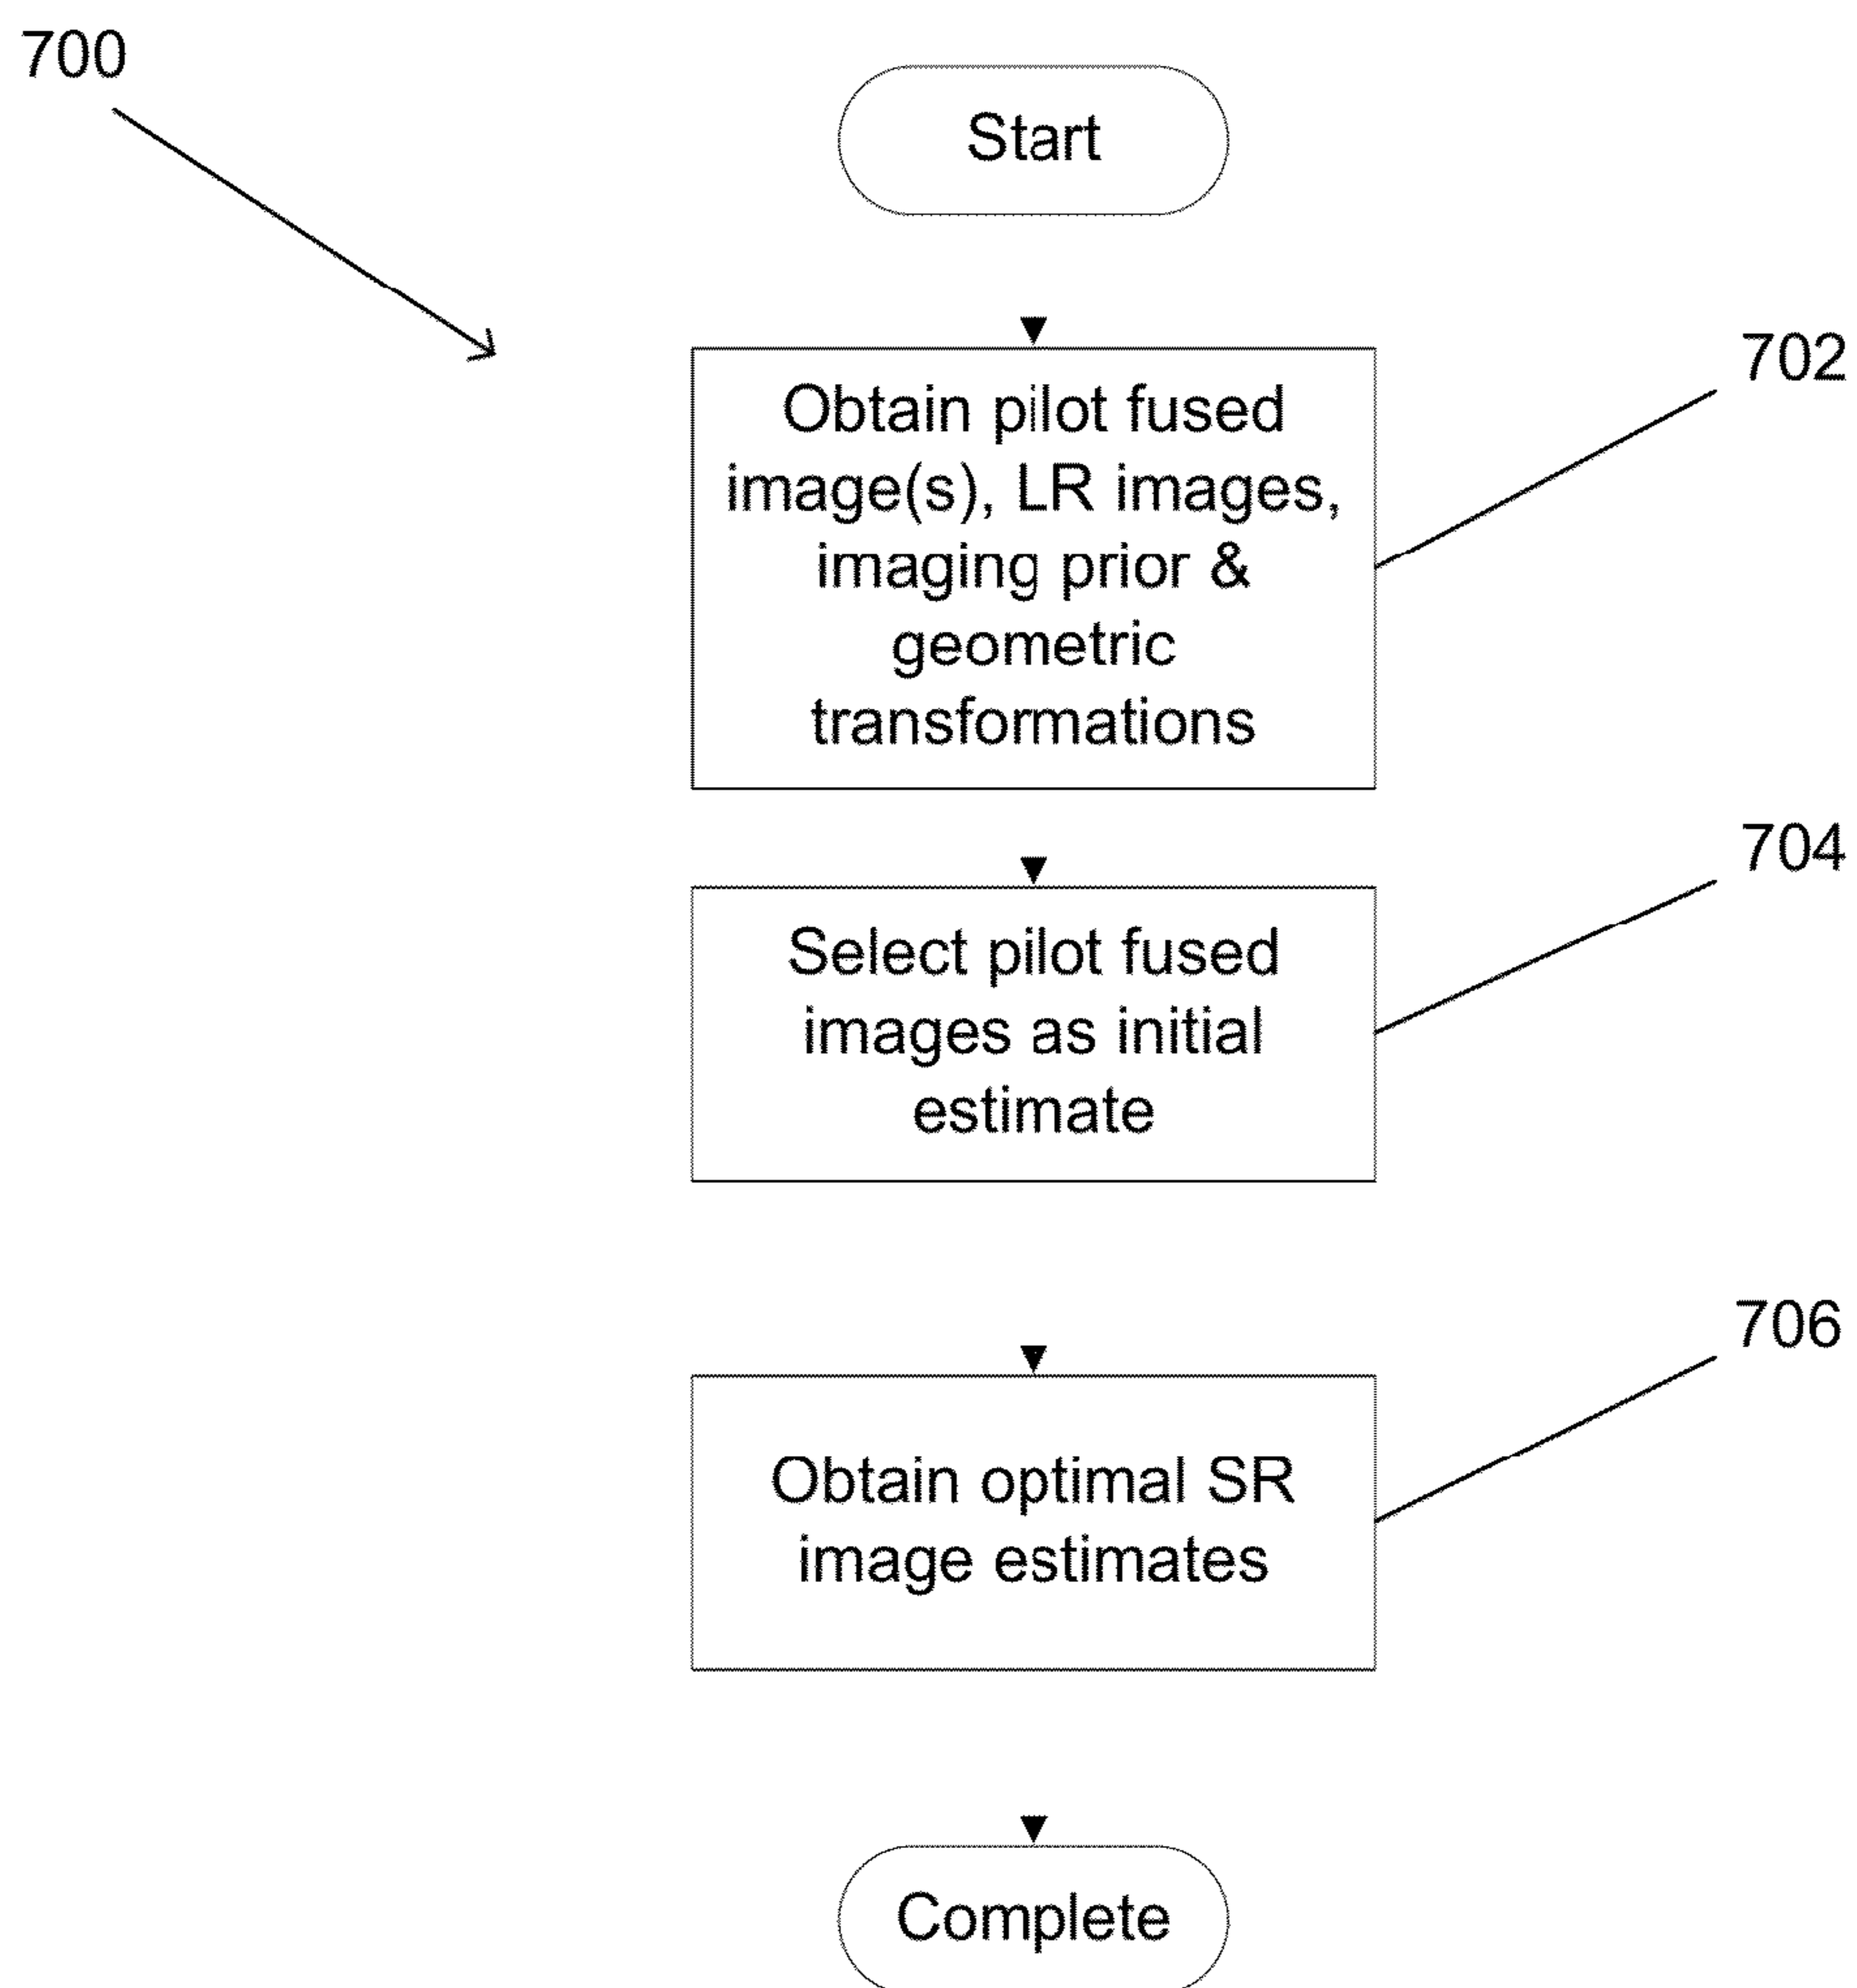 700
Start
702
Obtain pilot fused
image(s), LR images,
imaging prior &
geometric
transformations
704
Select pilot fused
images as initial
estimate
706
Obtain optimal SR
image estimates
Complete